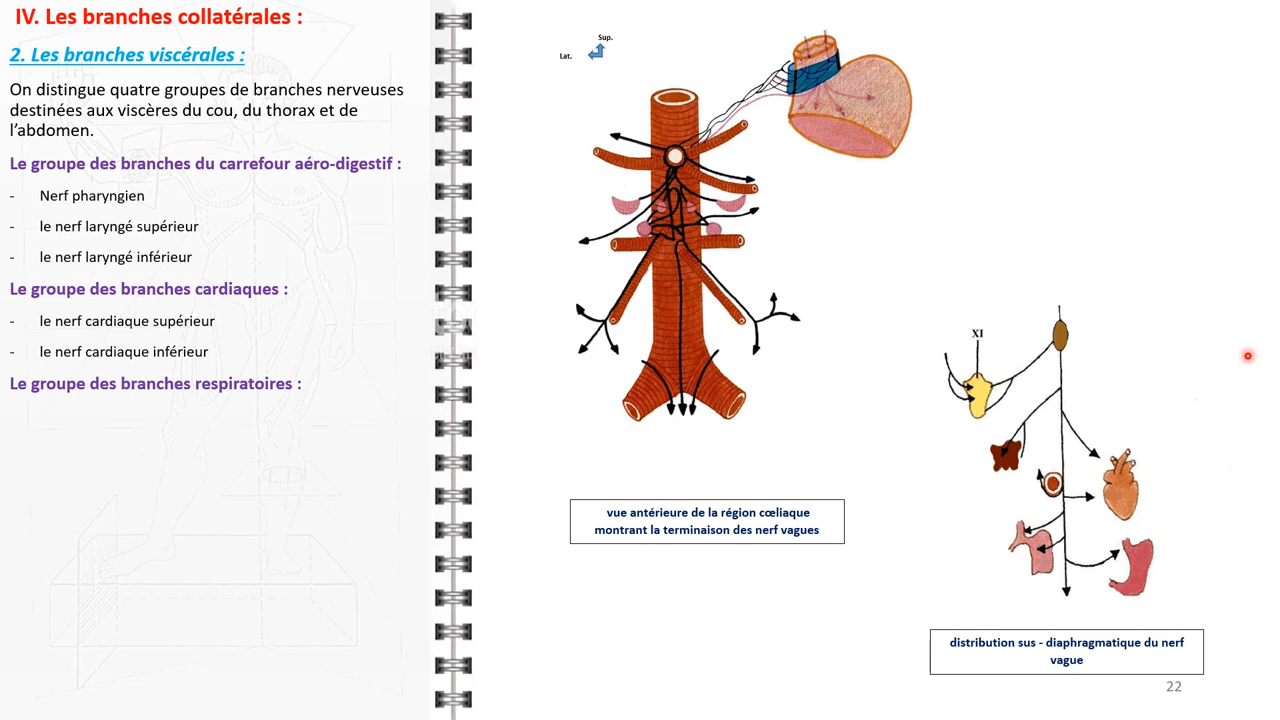 IV. Les branches collatérales :
2. Les branches viscérales :
On distingue quatre groupes de branches nerveuses
destinées aux viscères du cou, du thorax et de
l'abdomen.
Le groupe des branches du carrefour aéro-digestif :
- Nerf pharyngien
- le nerf laryngé supérieur
- le nerf laryngé inférieur
Le groupe des branches cardiaques :
- le nerf cardiaque supérieur
- le nerf cardiaque inférieur
Le groupe des branches respiratoires :
Sup.
Lat.
vue antérieure de la région cœliaque
montrant la terminaison des nerf vagues
XI
distribution sus - diaphragmatique du nerf
vague
22